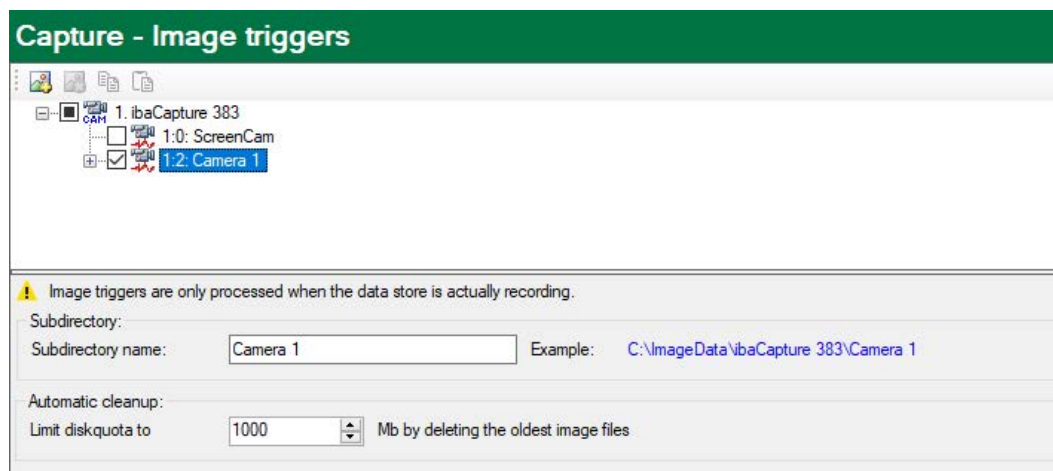 Capture - Image triggers
CAM 1. ibaCapture 383
1:0: ScreenCam
1:2: Camera 1
! Image triggers are only processed when the data store is actually recording.
Subdirectory:
Subdirectory name: Camera 1 Example: C:\ImageData\ibaCapture 383\Camera 1
Automatic cleanup:
Limit diskquota to 1000 Mb by deleting the oldest image files